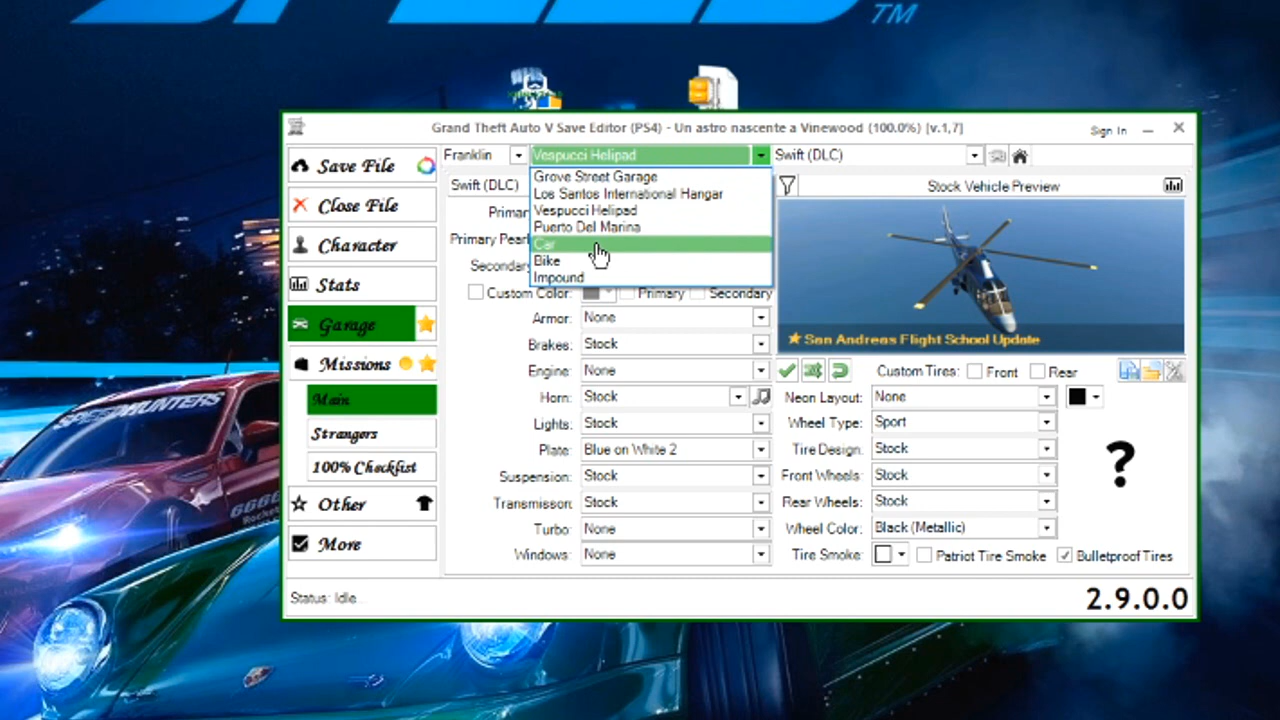 TM
Grand Theft Auto V Save Editor (PS4) - Un astro nascente a Vinewood (100.0%) [v.1,7]
Sign In
Save File
Close File
Character
Stats
Garage
Missions
Main
Strangers
100% Checklist
Other
More
Franklin
Vespucci Helipad
Swift (DLC)
Grove Street Garage
Los Santos International Hangar
Vespucci Helipad
Puerto Del Marina
Car
Bike
Impound
Swift (DLC)
Primar
Primary Pearl
Secondary
Custom Color:
Primary
Secondary
Armor: None
Brakes: Stock
Engine: None
Horn: Stock
Lights: Stock
Plate: Blue on White 2
Suspension: Stock
Transmisson: Stock
Turbo: None
Windows: None
Stock Vehicle Preview
San Andreas Flight School Update
Custom Tires:
Front
Rear
Neon Layout: None
Wheel Type: Sport
Tire Design: Stock
Front Wheels: Stock
Rear Wheels: Stock
Wheel Color: Black (Metallic)
Tire Smoke:
Patriot Tire Smoke
Bulletproof Tires
?
Status: Idle
2.9.0.0
SPEEDHUNTERS